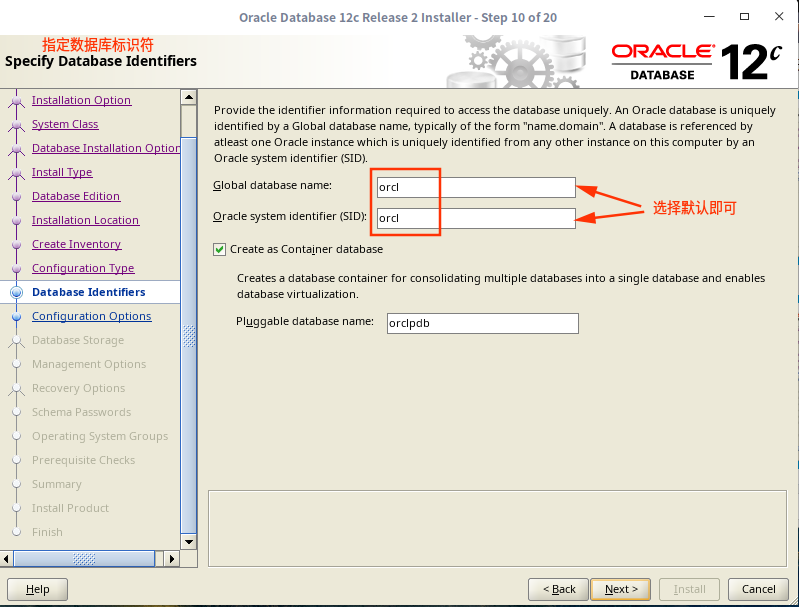 Oracle Database 12c Release 2 Installer - Step 10 of 20
指定数据库标识符
Specify Database Identifiers
ORACLE
DATABASE
12c
Installation Option
System Class
Database Installation Option
Install Type
Database Edition
Installation Location
Create Inventory
Configuration Type
Database Identifiers
Configuration Options
Database Storage
Management Options
Recovery Options
Schema Passwords
Operating System Groups
Prerequisite Checks
Summary
Install Product
Finish
Provide the identifier information required to access the database uniquely. An Oracle database is uniquely
identified by a Global database name, typically of the form "name.domain". A database is referenced by
atleast one Oracle instance which is uniquely identified from any other instance on this computer by an
Oracle system identifier (SID).
Global database name: orcl
Oracle system identifier (SID): orcl
选择默认即可
Create as Container database
Creates a database container for consolidating multiple databases into a single database and enables
database virtualization.
Pluggable database name: orclpdb
Help
< Back
Next >
Install
Cancel